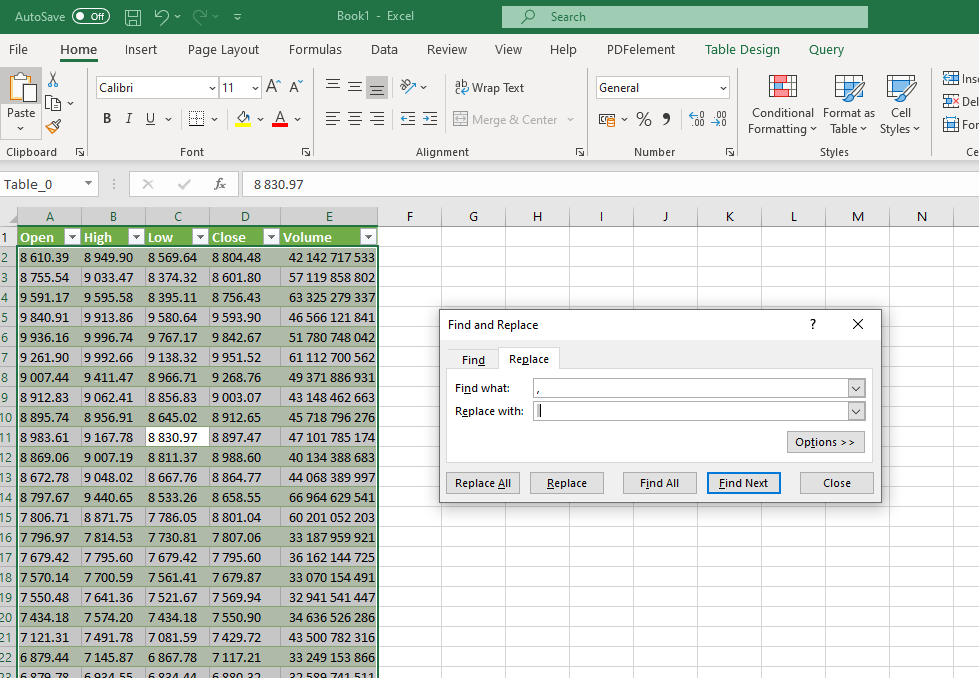 AutoSave Off Book1 - Excel Search
File Home Insert Page Layout Formulas Data Review View Help PDFelement Table Design Query
Paste Calibri 11 A A ab Wrap Text General Conditional Formatting Format as Table Cell Styles
B I U A Merge & Center % 9 .00
Clipboard Font Alignment Number Styles
Table_0 fx 8 830.97
A B C D E F G H I J K L M N
1 Open High Low Close Volume
2 8 610.39 8 949.90 8 569.64 8 804.48 42 142 717 533
3 8 755.54 9 033.47 8 374.32 8 601.80 57 119 858 802
4 9 591.17 9 595.58 8 395.11 8 756.43 63 325 279 337
5 9 840.91 9 913.86 9 580.64 9 593.90 46 566 121 841
6 9 936.16 9 996.74 9 767.17 9 842.67 51 780 748 042
7 9 261.90 9 992.66 9 138.32 9 951.52 61 112 700 562
8 9 007.44 9 411.47 8 966.71 9 268.76 49 371 886 931
9 8 912.83 9 062.41 8 856.83 9 003.07 43 148 462 663
10 8 895.74 8 956.91 8 645.02 8 912.65 45 718 796 276
11 8 983.61 9 167.78 8 830.97 8 897.47 47 101 785 174
12 8 869.06 9 007.19 8 811.37 8 988.60 40 134 388 683
13 8 672.78 9 048.02 8 667.76 8 864.77 44 068 389 997
14 8 797.67 9 440.65 8 533.26 8 658.55 66 964 629 541
15 7 806.71 8 871.75 7 786.05 8 801.04 60 201 052 203
16 7 796.97 7 814.53 7 730.81 7 807.06 33 187 959 921
17 7 679.42 7 795.60 7 679.42 7 795.60 36 162 144 725
18 7 570.14 7 700.59 7 561.41 7 679.87 33 070 154 491
19 7 550.48 7 641.36 7 521.67 7 569.94 32 941 541 447
20 7 434.18 7 574.20 7 434.18 7 550.90 34 636 526 286
21 7 121.31 7 491.78 7 081.59 7 429.72 43 500 782 316
22 6 879.44 7 145.87 6 867.78 7 117.21 33 249 153 866
Find and Replace ?
Find Replace
Find what: ,
Replace with:
Options >>
Replace All Replace Find All Find Next Close